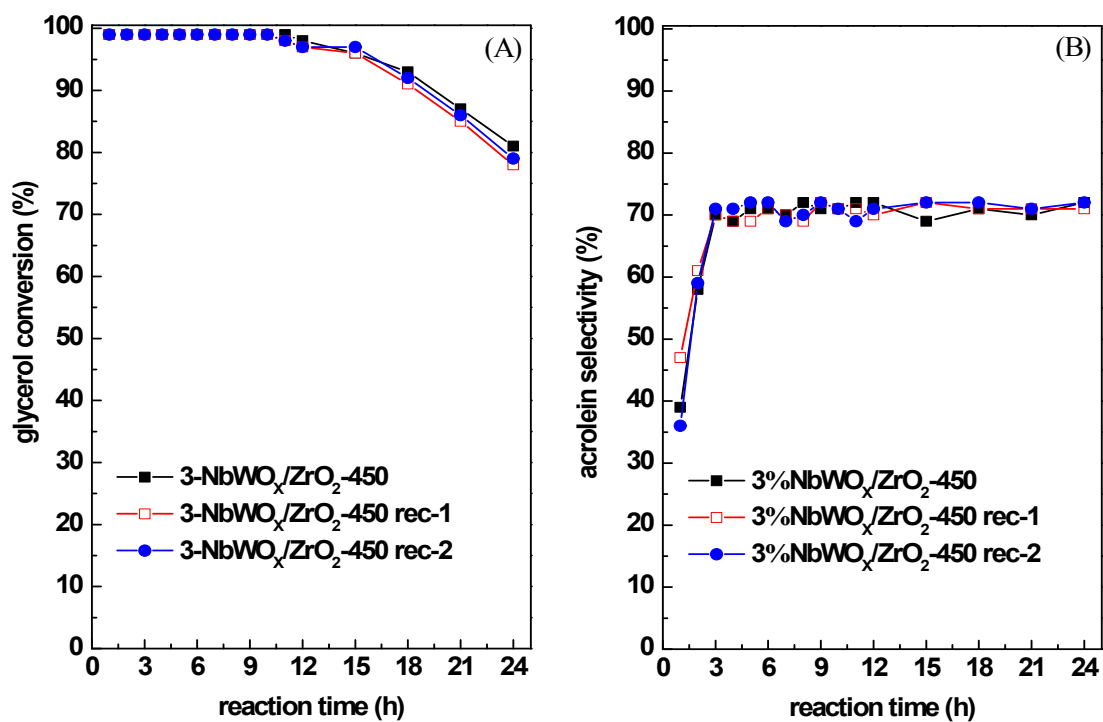 (A)
glycerol conversion (%)
100
90
80
70
60
50
40
30
20
10
0
3-NbWOₓ/ZrO₂-450
3-NbWOₓ/ZrO₂-450 rec-1
3-NbWOₓ/ZrO₂-450 rec-2
0 3 6 9 12 15 18 21 24
reaction time (h)
(B)
acrolein selectivity (%)
100
90
80
70
60
50
40
30
20
10
0
3%NbWOₓ/ZrO₂-450
3%NbWOₓ/ZrO₂-450 rec-1
3%NbWOₓ/ZrO₂-450 rec-2
0 3 6 9 12 15 18 21 24
reaction time (h)